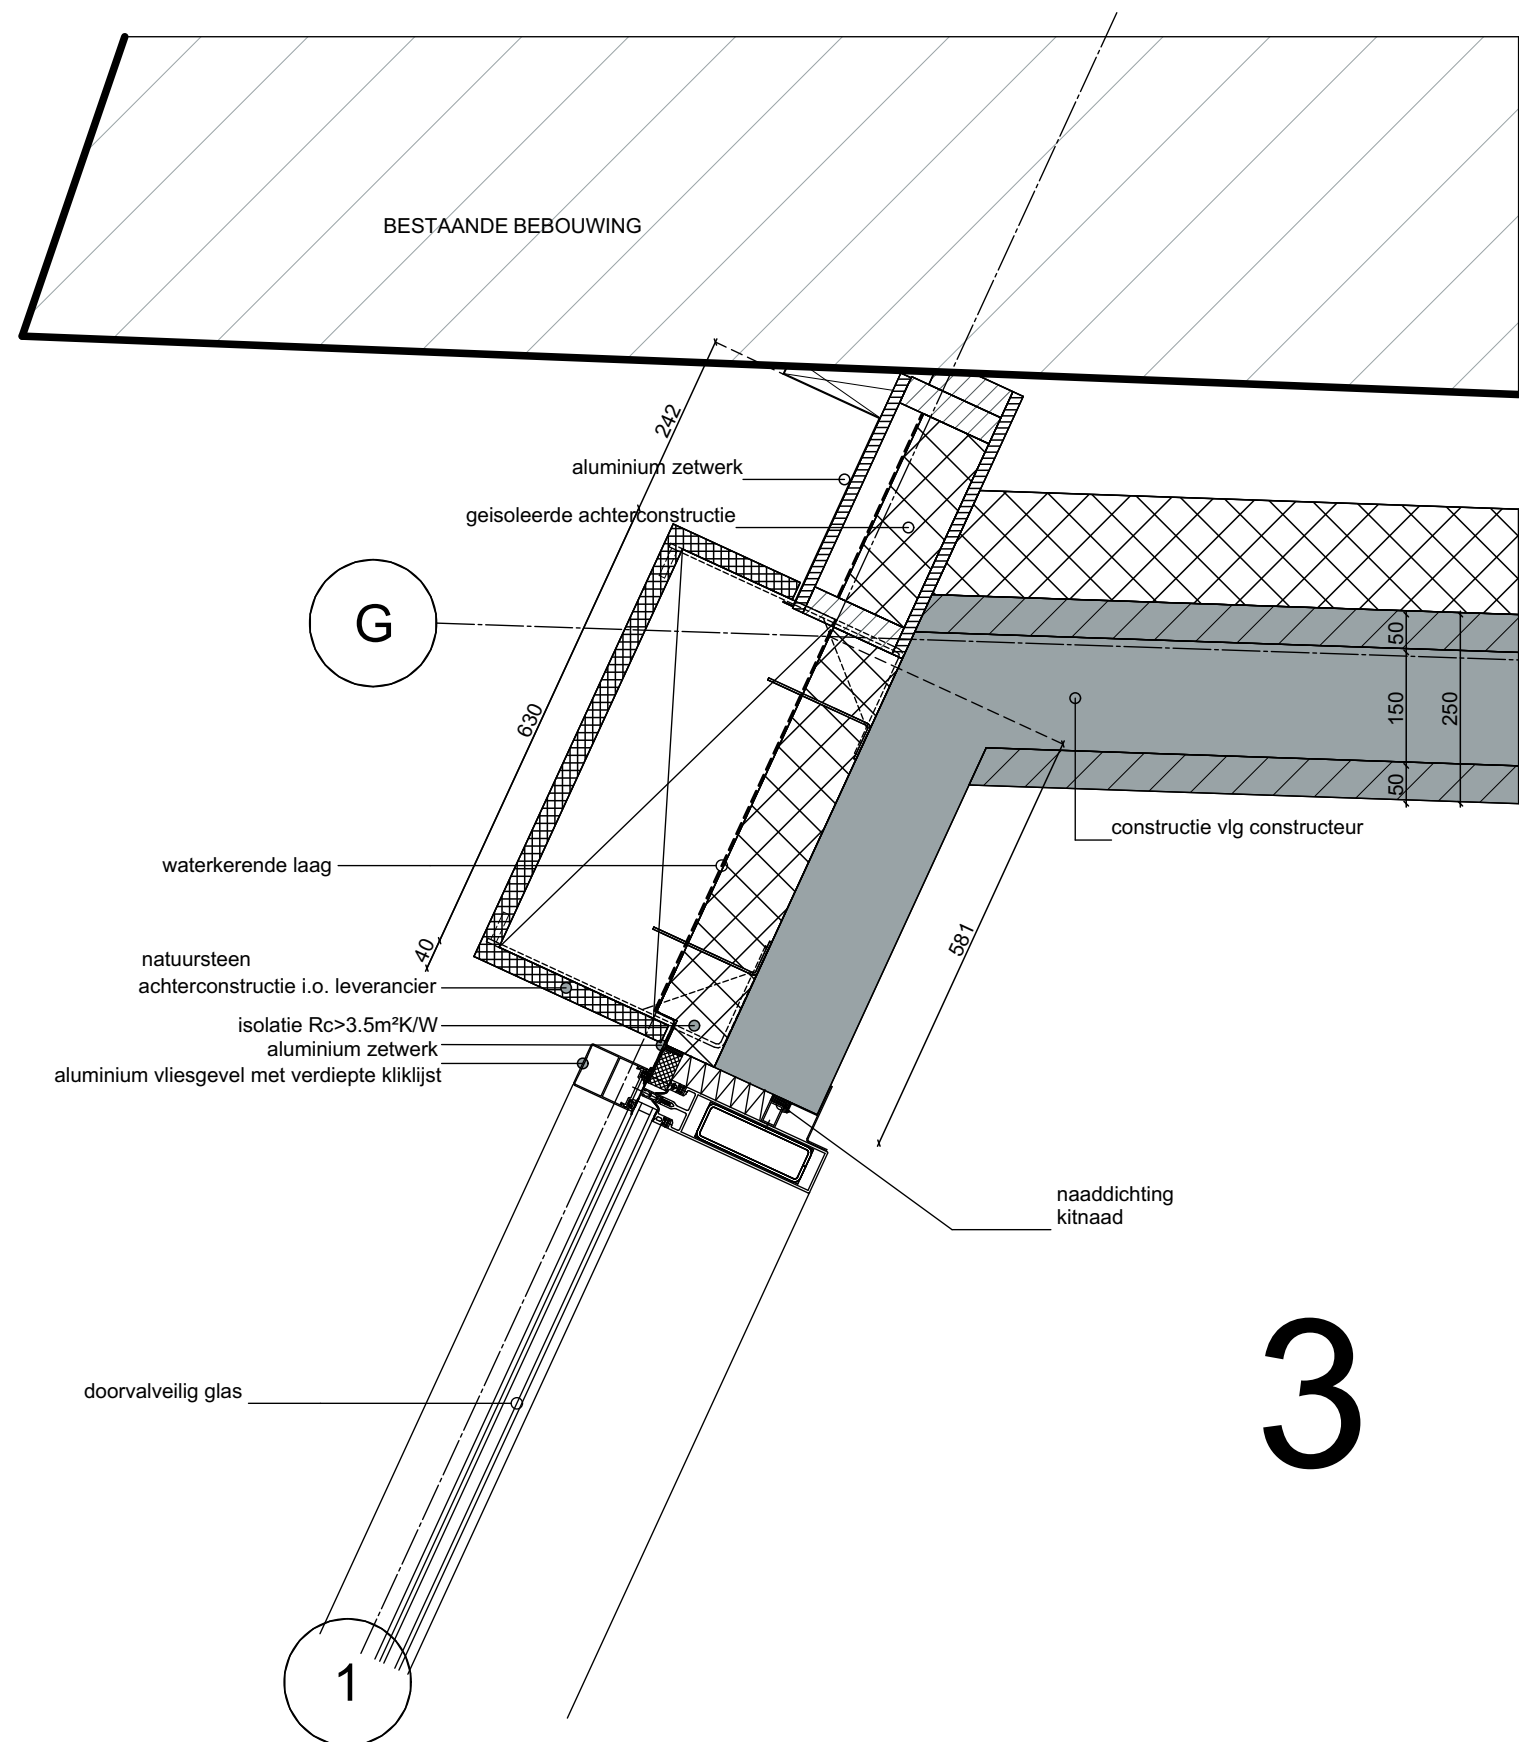 BESTAANDE BEBOUWING
242
aluminium zetwerk
geisoleerde achterconstructie
G
50
630
150
250
50
constructie vlg constructeur
waterkerende laag
581
40
natuursteen
achterconstructie i.o. leverancier
isolatie Rc>3.5m²K/W
aluminium zetwerk
aluminium vliesgevel met verdiepte kliklijst
naaddichting
kitnaad
3
doorvalveilig glas
1